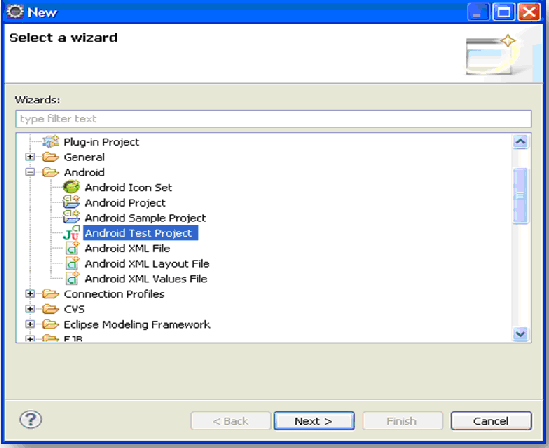 New
Select a wizard
Wizards:
type filter text
Plug-in Project
General
Android
Android Icon Set
Android Project
Android Sample Project
Android Test Project
Android XML File
Android XML Layout File
Android XML Values File
Connection Profiles
CVS
Eclipse Modeling Framework
EJB
?
< Back
Next >
Finish
Cancel